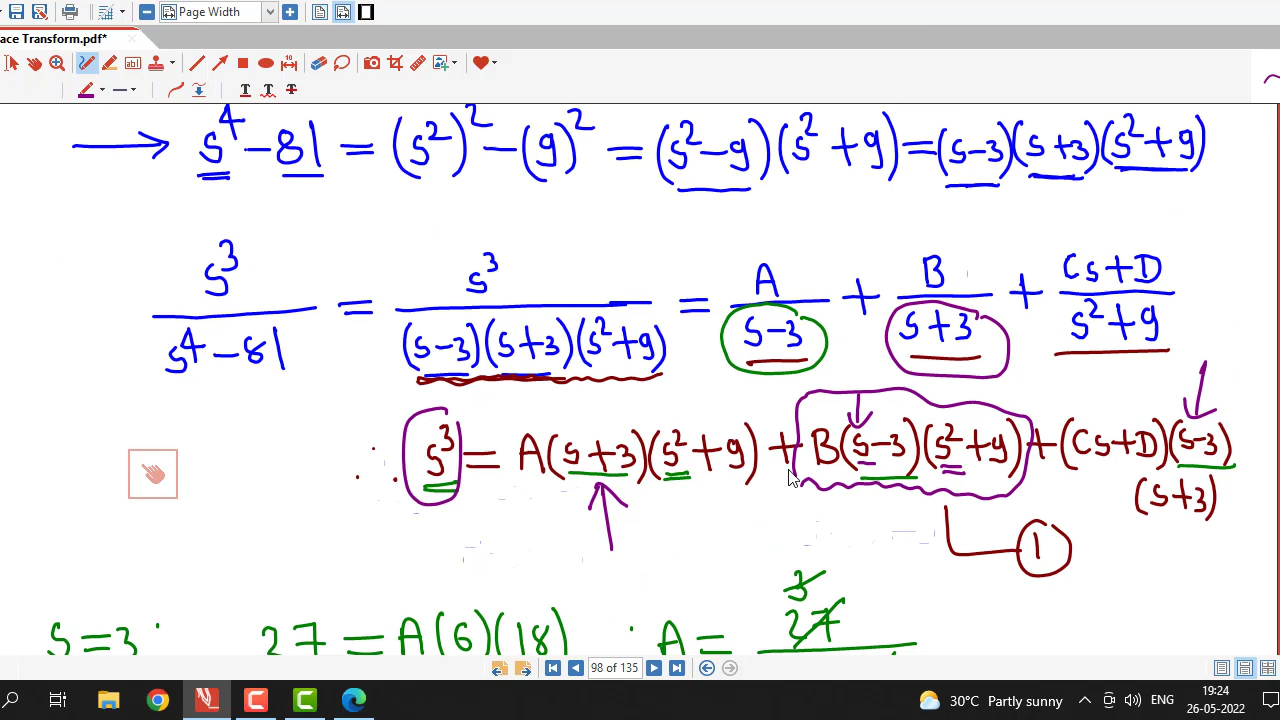 Page Width
ace Transform.pdf*
→ s⁴ − 81 = (s²)² − (9)² = (s² − 9)(s² + 9) = (s−3)(s+3)(s²+9)
s³/(s⁴ − 81) = s³/((s−3)(s+3)(s²+9)) = A/(s−3) + B/(s+3) + (Cs+D)/(s²+9)
∴ s³ = A(s+3)(s²+9) + B(s−3)(s²+9) + (Cs+D)(s−3)
(s+3)
1
3
s = 3 27 = A(6)(18) ∴ A = 27
98 of 135
30°C Partly sunny
ENG
19:24
26-05-2022